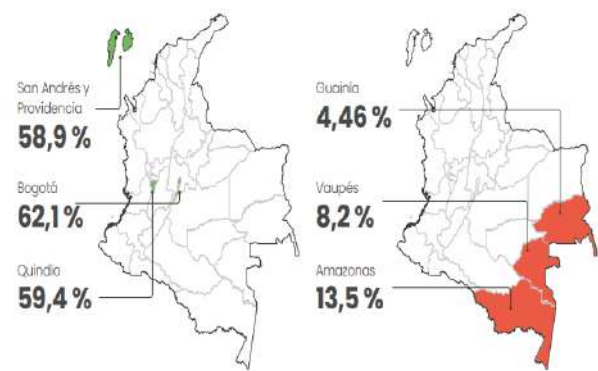 San Andrés y
Providencia
58,9 %
Bogotá
62,1 %
Quindío
59,4 %
Guainía
4,46 %
Vaupés
8,2 %
Amazonas
13,5 %